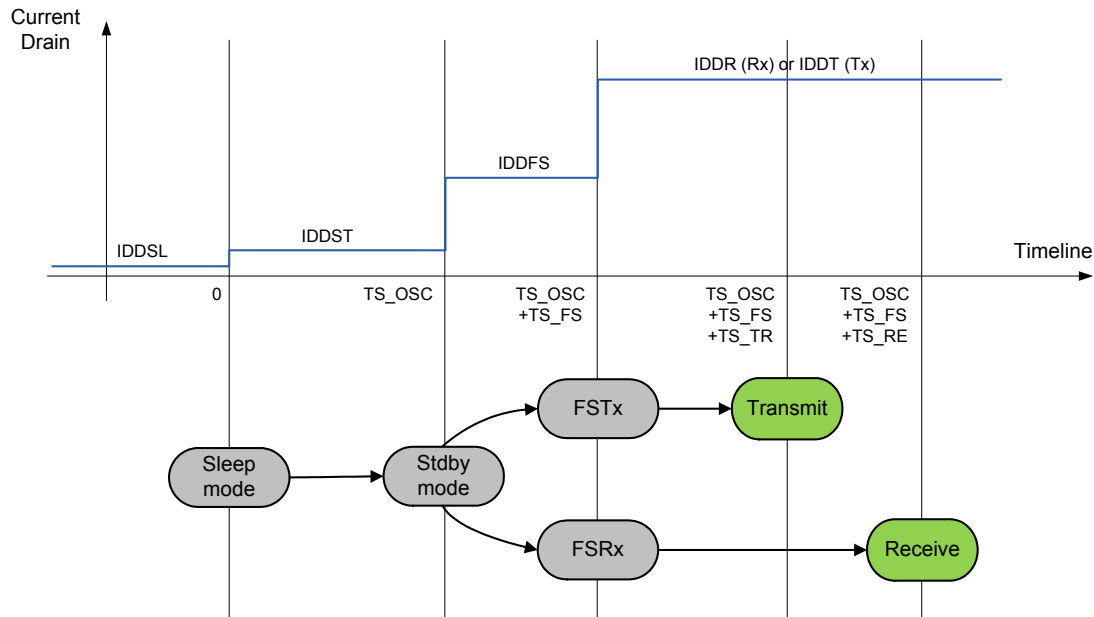 Current
Drain
IDDR (Rx) or IDDT (Tx)
IDDFS
IDDST
IDDSL
Timeline
0
TS_OSC
TS_OSC
+TS_FS
TS_OSC
+TS_FS
+TS_TR
TS_OSC
+TS_FS
+TS_RE
FSTx
Transmit
Sleep
mode
Stdby
mode
FSRx
Receive